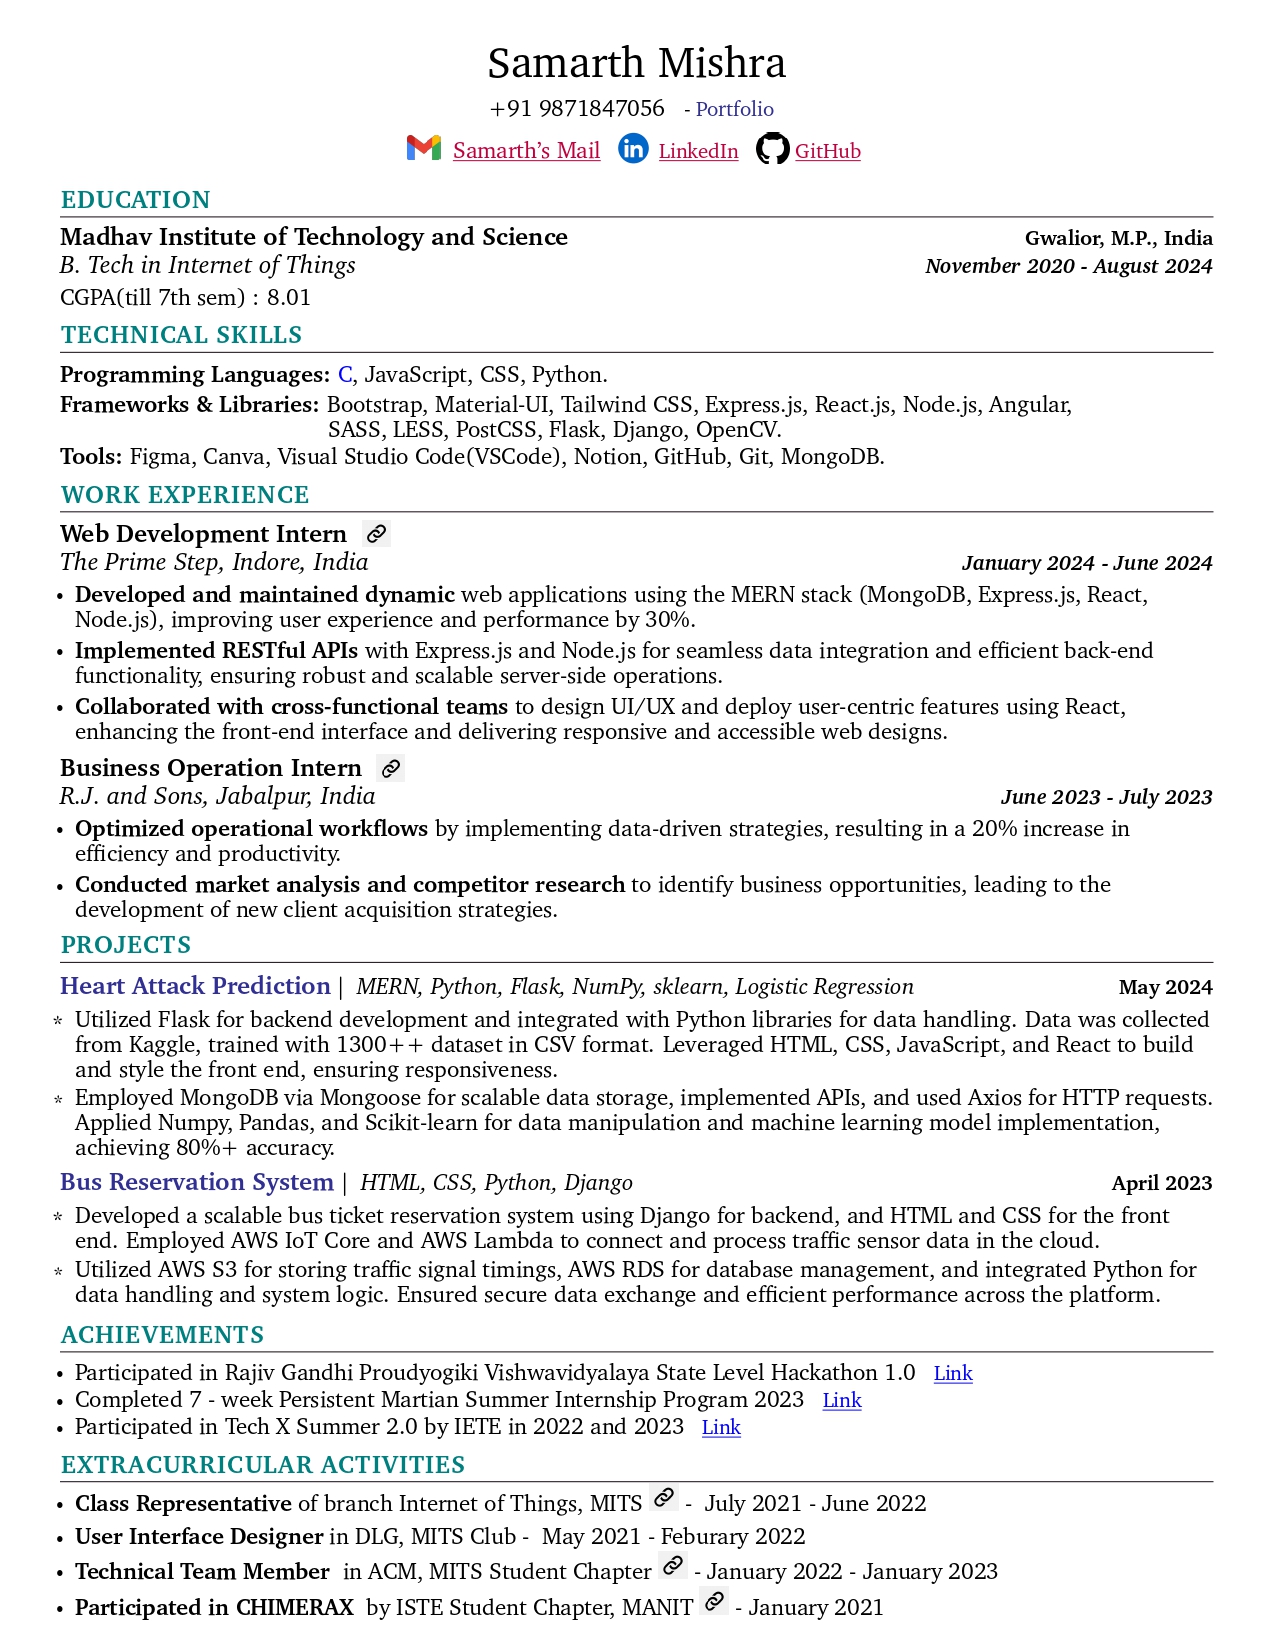 Samarth Mishra
+91 9871847056 - Portfolio
Samarth's Mail LinkedIn GitHub
EDUCATION
Madhav Institute of Technology and Science Gwalior, M.P., India
B. Tech in Internet of Things November 2020 - August 2024
CGPA(till 7th sem) : 8.01
TECHNICAL SKILLS
Programming Languages: C, JavaScript, CSS, Python.
Frameworks & Libraries: Bootstrap, Material-UI, Tailwind CSS, Express.js, React.js, Node.js, Angular,
SASS, LESS, PostCSS, Flask, Django, OpenCV.
Tools: Figma, Canva, Visual Studio Code(VSCode), Notion, GitHub, Git, MongoDB.
WORK EXPERIENCE
Web Development Intern
The Prime Step, Indore, India January 2024 - June 2024
• Developed and maintained dynamic web applications using the MERN stack (MongoDB, Express.js, React,
Node.js), improving user experience and performance by 30%.
• Implemented RESTful APIs with Express.js and Node.js for seamless data integration and efficient back-end
functionality, ensuring robust and scalable server-side operations.
• Collaborated with cross-functional teams to design UI/UX and deploy user-centric features using React,
enhancing the front-end interface and delivering responsive and accessible web designs.
Business Operation Intern
R.J. and Sons, Jabalpur, India June 2023 - July 2023
• Optimized operational workflows by implementing data-driven strategies, resulting in a 20% increase in
efficiency and productivity.
• Conducted market analysis and competitor research to identify business opportunities, leading to the
development of new client acquisition strategies.
PROJECTS
Heart Attack Prediction | MERN, Python, Flask, NumPy, sklearn, Logistic Regression May 2024
* Utilized Flask for backend development and integrated with Python libraries for data handling. Data was collected
from Kaggle, trained with 1300++ dataset in CSV format. Leveraged HTML, CSS, JavaScript, and React to build
and style the front end, ensuring responsiveness.
* Employed MongoDB via Mongoose for scalable data storage, implemented APIs, and used Axios for HTTP requests.
Applied Numpy, Pandas, and Scikit-learn for data manipulation and machine learning model implementation,
achieving 80%+ accuracy.
Bus Reservation System | HTML, CSS, Python, Django April 2023
* Developed a scalable bus ticket reservation system using Django for backend, and HTML and CSS for the front
end. Employed AWS IoT Core and AWS Lambda to connect and process traffic sensor data in the cloud.
* Utilized AWS S3 for storing traffic signal timings, AWS RDS for database management, and integrated Python for
data handling and system logic. Ensured secure data exchange and efficient performance across the platform.
ACHIEVEMENTS
• Participated in Rajiv Gandhi Proudyogiki Vishwavidyalaya State Level Hackathon 1.0 Link
• Completed 7 - week Persistent Martian Summer Internship Program 2023 Link
• Participated in Tech X Summer 2.0 by IETE in 2022 and 2023 Link
EXTRACURRICULAR ACTIVITIES
• Class Representative of branch Internet of Things, MITS - July 2021 - June 2022
• User Interface Designer in DLG, MITS Club - May 2021 - Feburary 2022
• Technical Team Member in ACM, MITS Student Chapter - January 2022 - January 2023
• Participated in CHIMERAX by ISTE Student Chapter, MANIT - January 2021